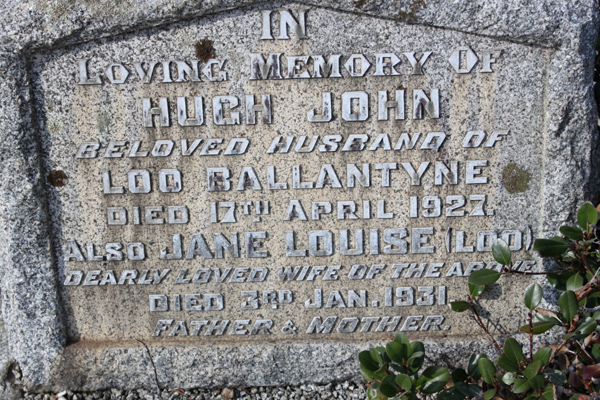 IN
LOVING MEMORY OF
HUGH JOHN
BELOVED HUSBAND OF
LOO BALLANTYNE
DIED 17TH APRIL 1927.
ALSO JANE LOUISE (LOO)
DEARLY LOVED WIFE OF THE ABOVE
DIED 3RD JAN. 1931
FATHER & MOTHER.